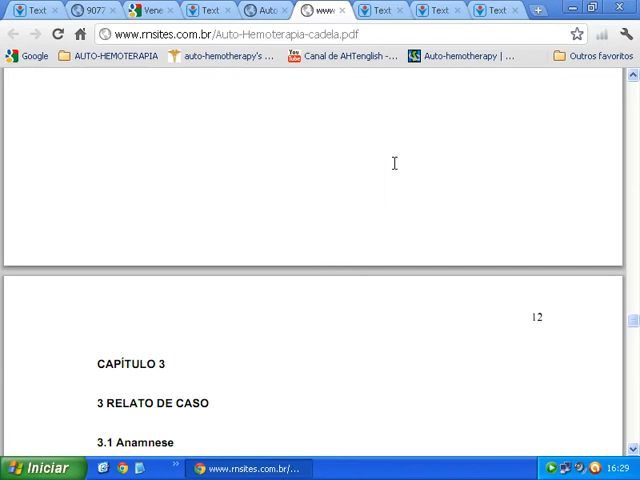 Text
9077
Vene
Text
Auto
www
Text
Text
Text
www.rnsites.com.br/Auto-Hemoterapia-cadela.pdf
Google
AUTO-HEMOTERAPIA
auto-hemotherapy's ...
You Tube
Canal de AHTenglish - ...
Auto-hemotherapy | ...
Outros favoritos
12
CAPÍTULO 3
3 RELATO DE CASO
3.1 Anamnese
Iniciar
www.rnsites.com.br/...
16:29